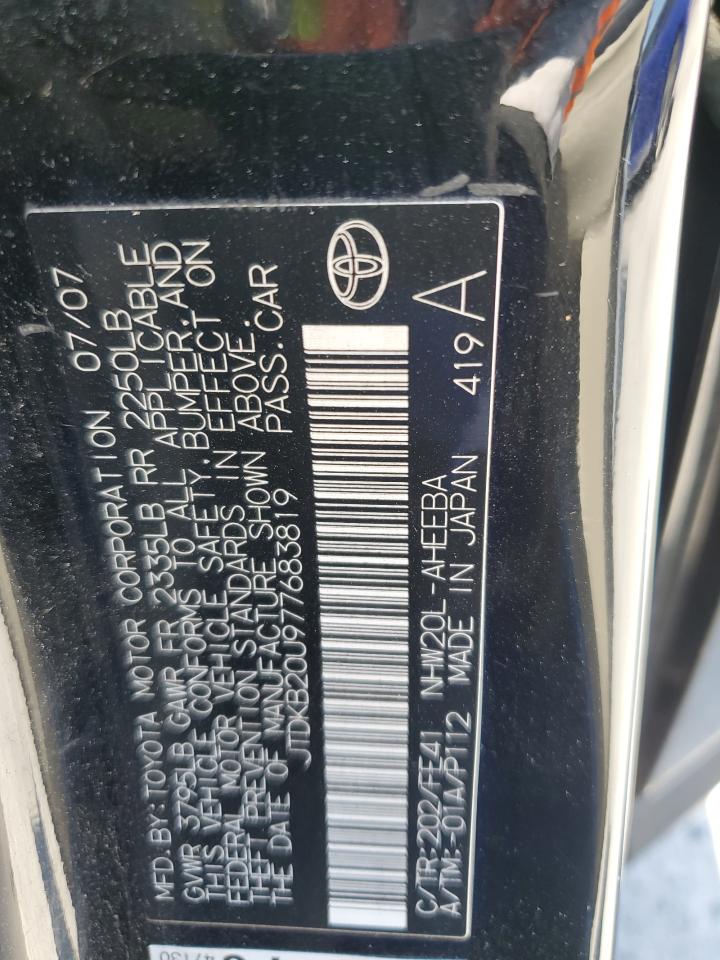 MFD.BY:TOYOTA MOTOR CORPORATION 07/07
GVWR 3795LB GAWR FR 2335LB RR 2250LB
THIS VEHICLE CONFORMS TO ALL APPLICABLE
FEDERAL MOTOR VEHICLE SAFETY, BUMPER, AND
THEFT PREVENTION STANDARDS IN EFFECT ON
THE DATE OF MANUFACTURE SHOWN ABOVE.
JTDKB20U977683819 PASS.CAR
C/TR:202/FE41 NHW20L-AHEEBA
A/TM:-01A/P112 MADE IN JAPAN 419 A
47130